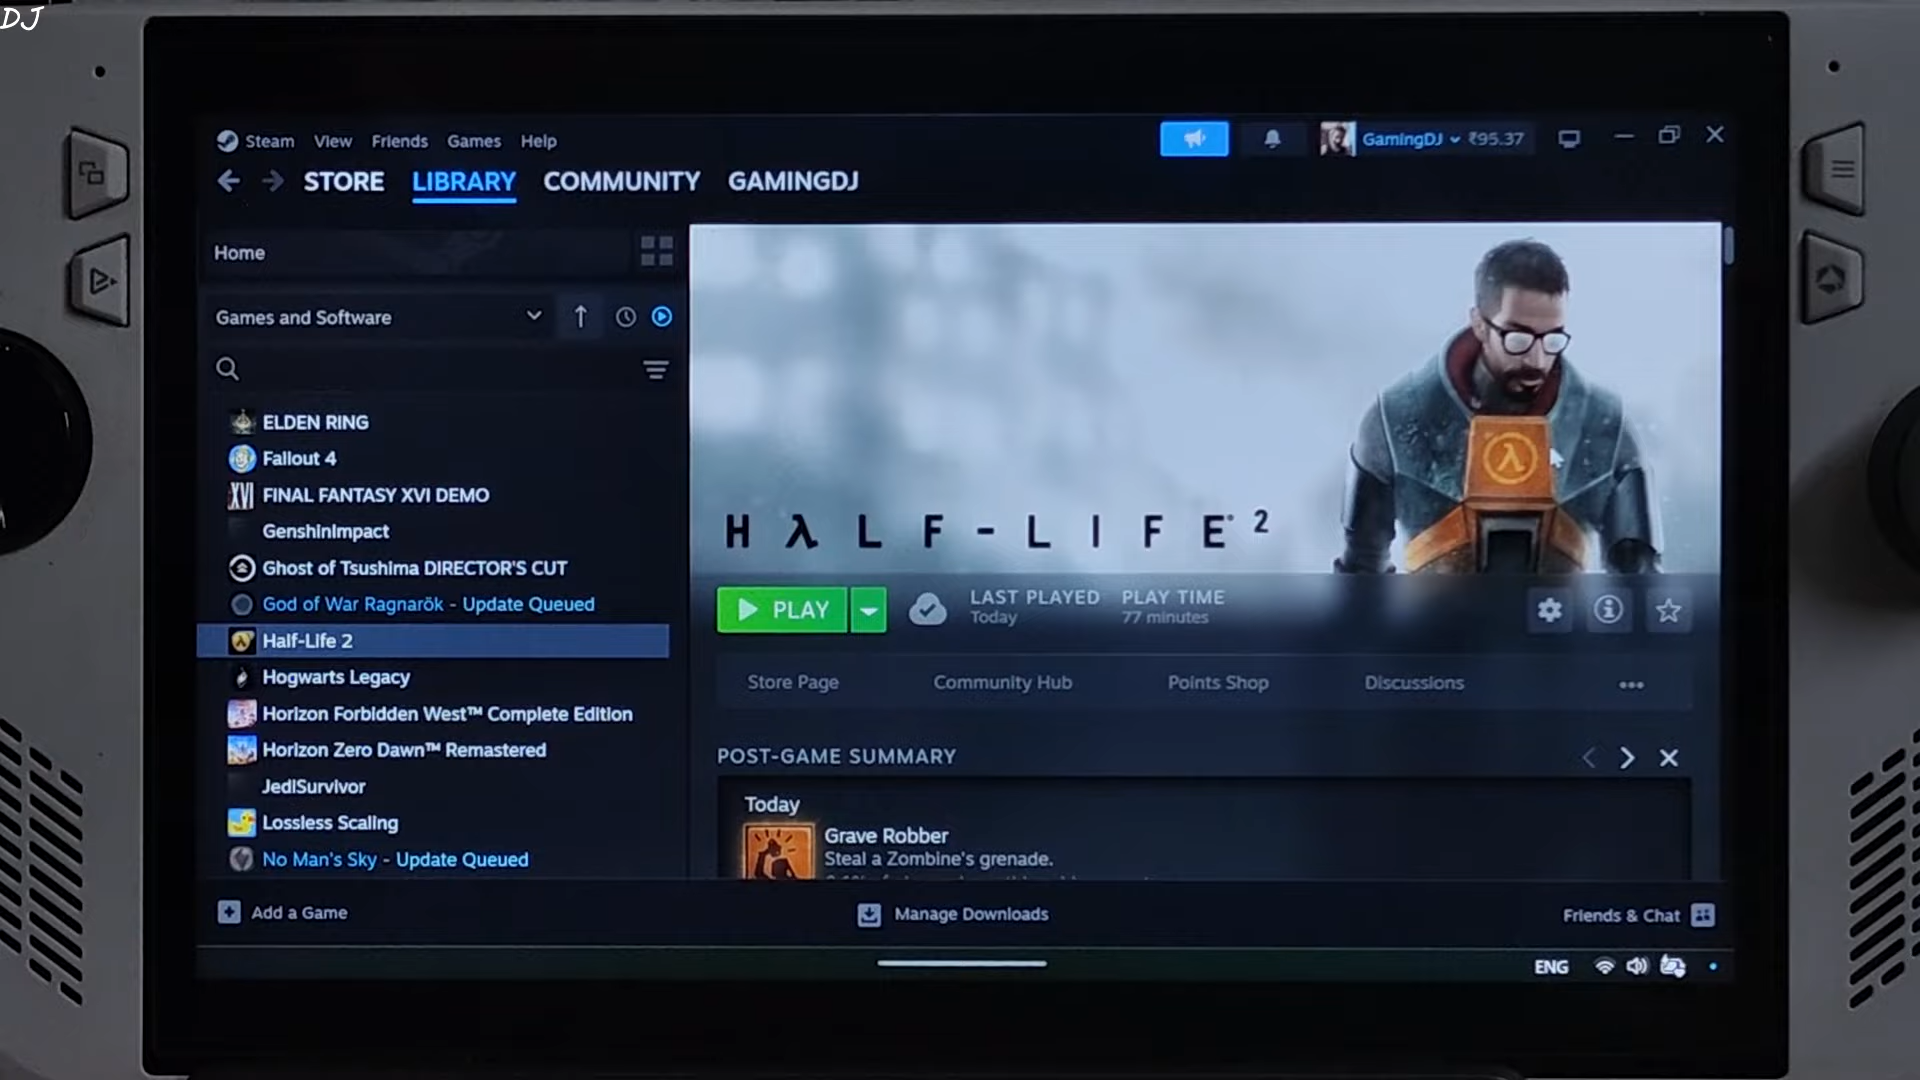 DJ
Steam View Friends Games Help
GamingDJ ₹95.37
STORE LIBRARY COMMUNITY GAMINGDJ
Home
Games and Software
ELDEN RING
Fallout 4
XVI FINAL FANTASY XVI DEMO
GenshinImpact
Ghost of Tsushima DIRECTOR'S CUT
God of War Ragnarök - Update Queued
Half-Life 2
Hogwarts Legacy
Horizon Forbidden West™ Complete Edition
Horizon Zero Dawn™ Remastered
JediSurvivor
Lossless Scaling
No Man's Sky - Update Queued
HλLF-LIFE 2
PLAY
LAST PLAYED
Today
PLAY TIME
77 minutes
Store Page Community Hub Points Shop Discussions
POST-GAME SUMMARY
Today
Grave Robber
Steal a Zombine's grenade.
Add a Game
Manage Downloads
Friends & Chat
ENG